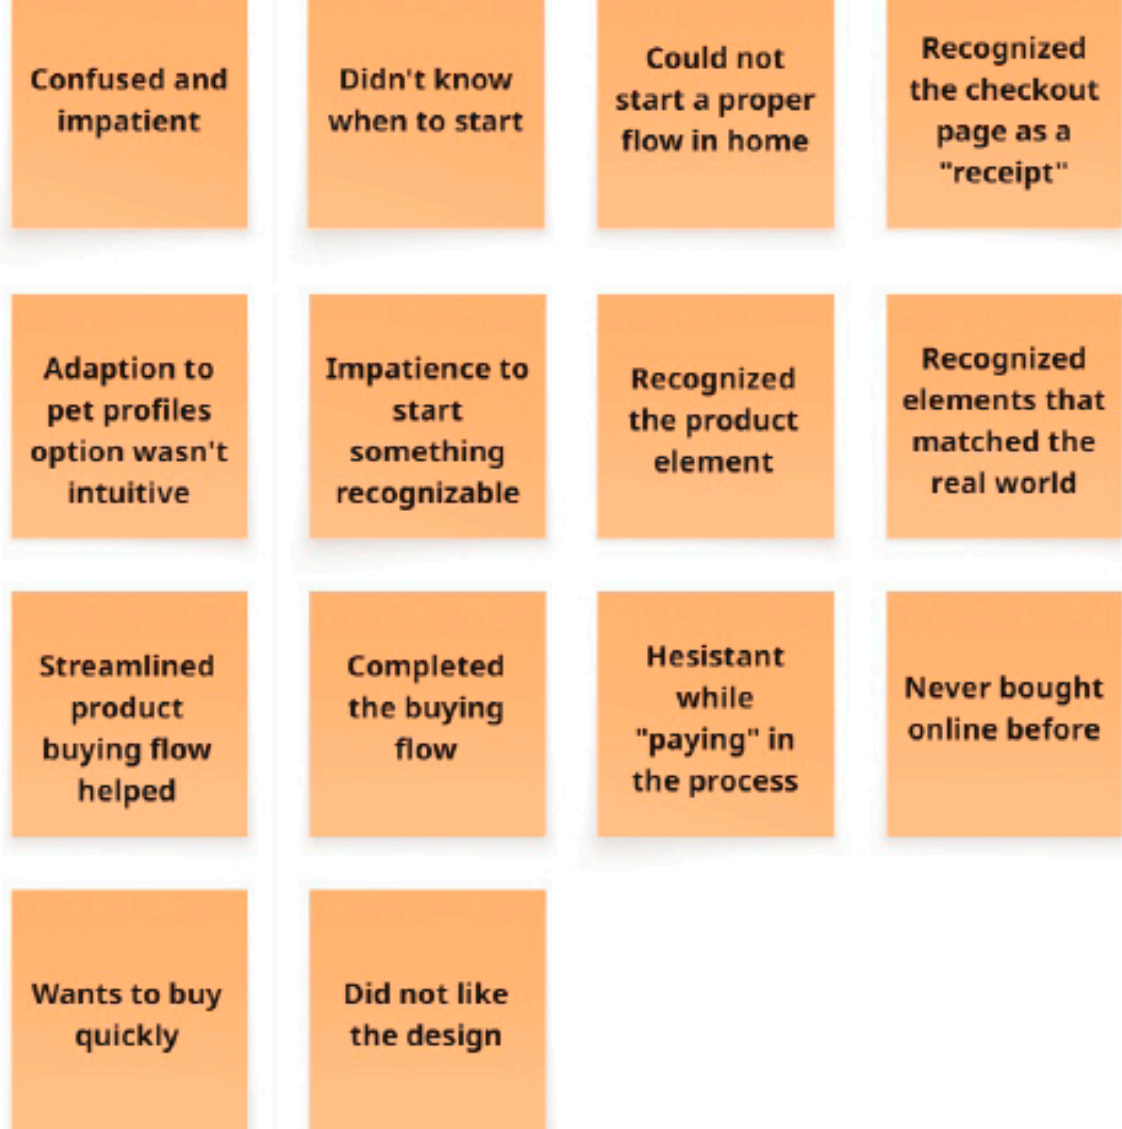 Confused and
impatient
Didn't know
when to start
Could not
start a proper
flow in home
Recognized
the checkout
page as a
"receipt"
Adaption to
pet profiles
option wasn't
intuitive
Impatience to
start
something
recognizable
Recognized
the product
element
Recognized
elements that
matched the
real world
Streamlined
product
buying flow
helped
Completed
the buying
flow
Hesistant
while
"paying" in
the process
Never bought
online before
Wants to buy
quickly
Did not like
the design